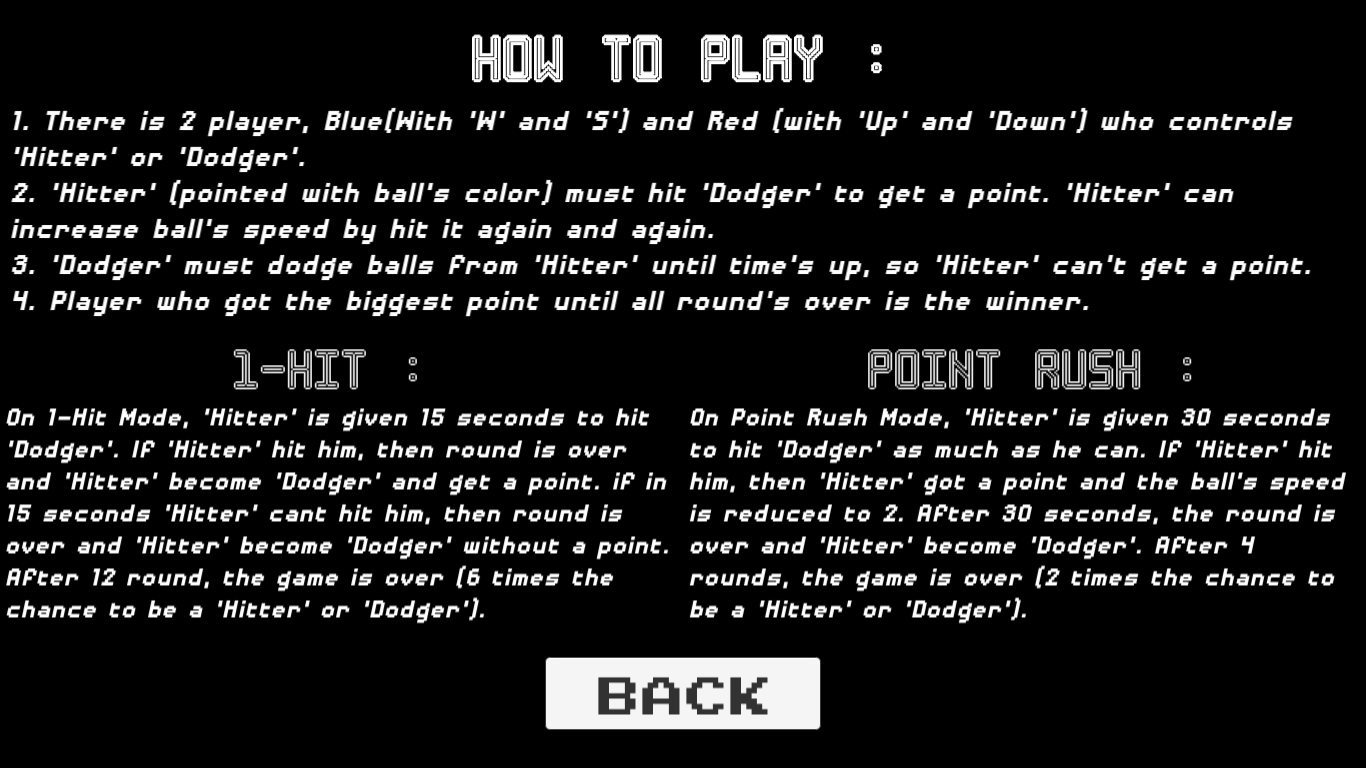 HOW TO PLAY :
1. There is 2 player, Blue(With 'W' and 'S') and Red (with 'Up' and 'Down') who controls
'Hitter' or 'Dodger'.
2. 'Hitter' (pointed with ball's color) must hit 'Dodger' to get a point. 'Hitter' can
increase ball's speed by hit it again and again.
3. 'Dodger' must dodge balls from 'Hitter' until time's up, so 'Hitter' can't get a point.
4. Player who got the biggest point until all round's over is the winner.
1-HIT :
On 1-Hit Mode, 'Hitter' is given 15 seconds to hit
'Dodger'. If 'Hitter' hit him, then round is over
and 'Hitter' become 'Dodger' and get a point. if in
15 seconds 'Hitter' cant hit him, then round is
over and 'Hitter' become 'Dodger' without a point.
After 12 round, the game is over (6 times the
chance to be a 'Hitter' or 'Dodger').
POINT RUSH :
On Point Rush Mode, 'Hitter' is given 30 seconds
to hit 'Dodger' as much as he can. If 'Hitter' hit
him, then 'Hitter' got a point and the ball's speed
is reduced to 2. After 30 seconds, the round is
over and 'Hitter' become 'Dodger'. After 4
rounds, the game is over (2 times the chance to
be a 'Hitter' or 'Dodger').
BACK